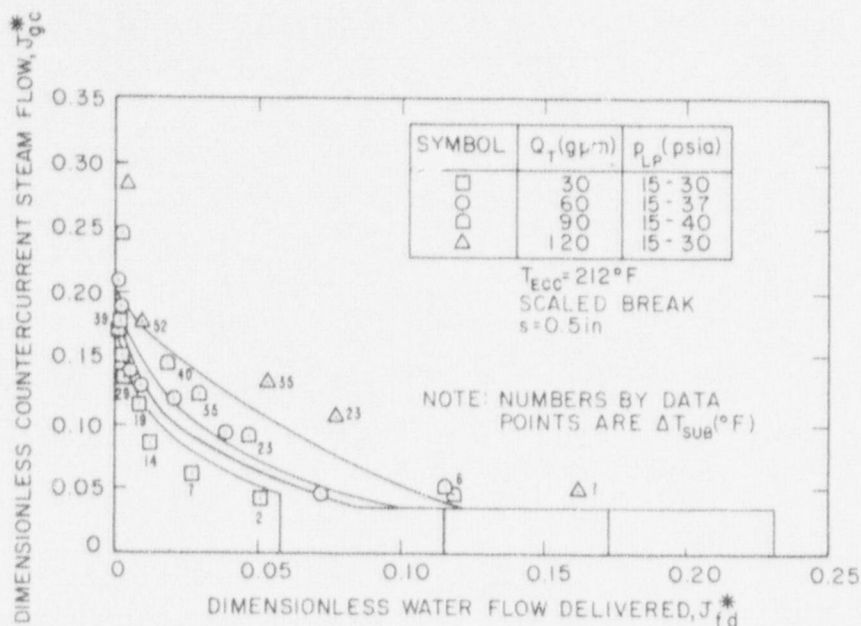 DIMENSIONLESS COUNTERCURRENT STEAM FLOW, J*gc
0.35
0.30
0.25
0.20
0.15
0.10
0.05
0
SYMBOL Q_T (gpm) p_LP (psia)
□ 30 15-30
○ 60 15-37
90 15-40
△ 120 15-30
T_ECC = 212°F
SCALED BREAK
s = 0.5 in
NOTE: NUMBERS BY DATA
POINTS ARE ΔT_SUB (°F)
39
52
40
55
35
23
23
29
19
14
7
2
6
1
0 0.05 0.10 0.15 0.20 0.25
DIMENSIONLESS WATER FLOW DELIVERED, J*fd